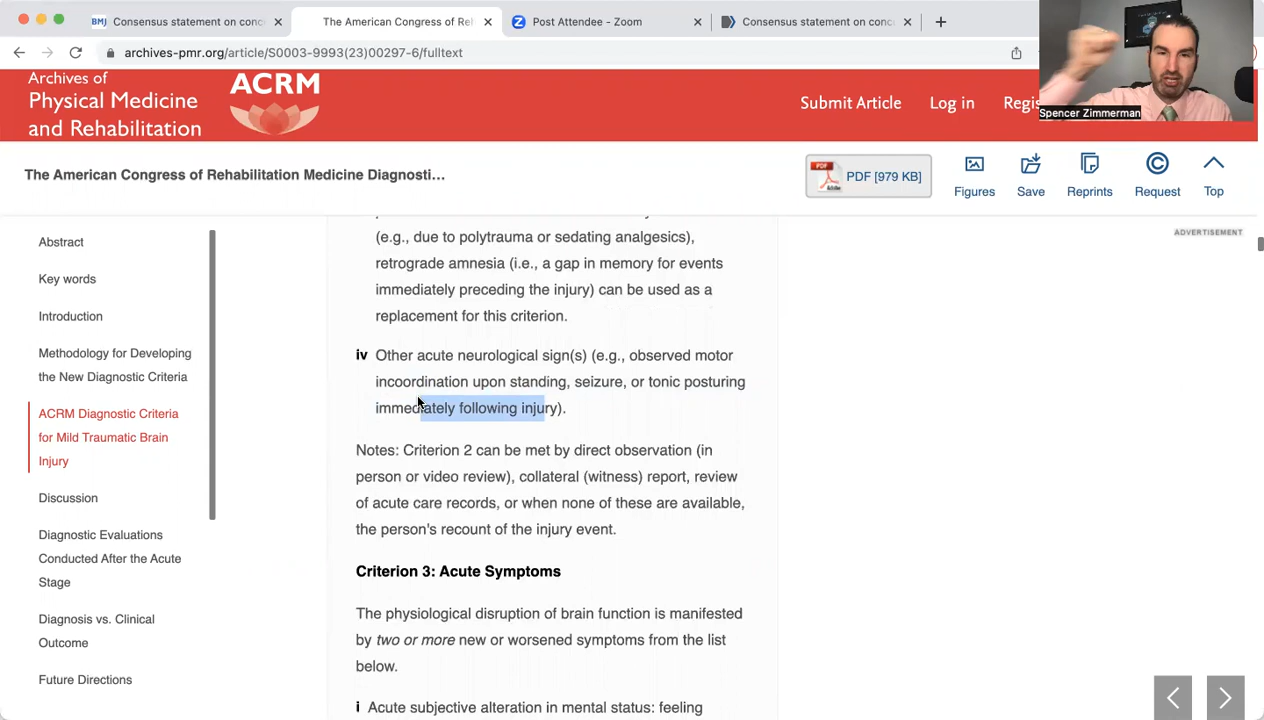 BMJ Consensus statement on conc
The American Congress of Rel
Post Attendee - Zoom
Consensus statement on conc
archives-pmr.org/article/S0003-9993(23)00297-6/fulltext
Archives of
Physical Medicine
and Rehabilitation
ACRM
Submit Article
Log in
Regi
Spencer Zimmerman
The American Congress of Rehabilitation Medicine Diagnosti…
PDF
Adobe
PDF [979 KB]
Figures
Save
Reprints
Request
Top
Abstract
Key words
Introduction
Methodology for Developing
the New Diagnostic Criteria
ACRM Diagnostic Criteria
for Mild Traumatic Brain
Injury
Discussion
Diagnostic Evaluations
Conducted After the Acute
Stage
Diagnosis vs. Clinical
Outcome
Future Directions
(e.g., due to polytrauma or sedating analgesics),
retrograde amnesia (i.e., a gap in memory for events
immediately preceding the injury) can be used as a
replacement for this criterion.
iv Other acute neurological sign(s) (e.g., observed motor
incoordination upon standing, seizure, or tonic posturing
immediately following injury).
Notes: Criterion 2 can be met by direct observation (in
person or video review), collateral (witness) report, review
of acute care records, or when none of these are available,
the person's recount of the injury event.
Criterion 3: Acute Symptoms
The physiological disruption of brain function is manifested
by two or more new or worsened symptoms from the list
below.
i Acute subjective alteration in mental status: feeling
ADVERTISEMENT